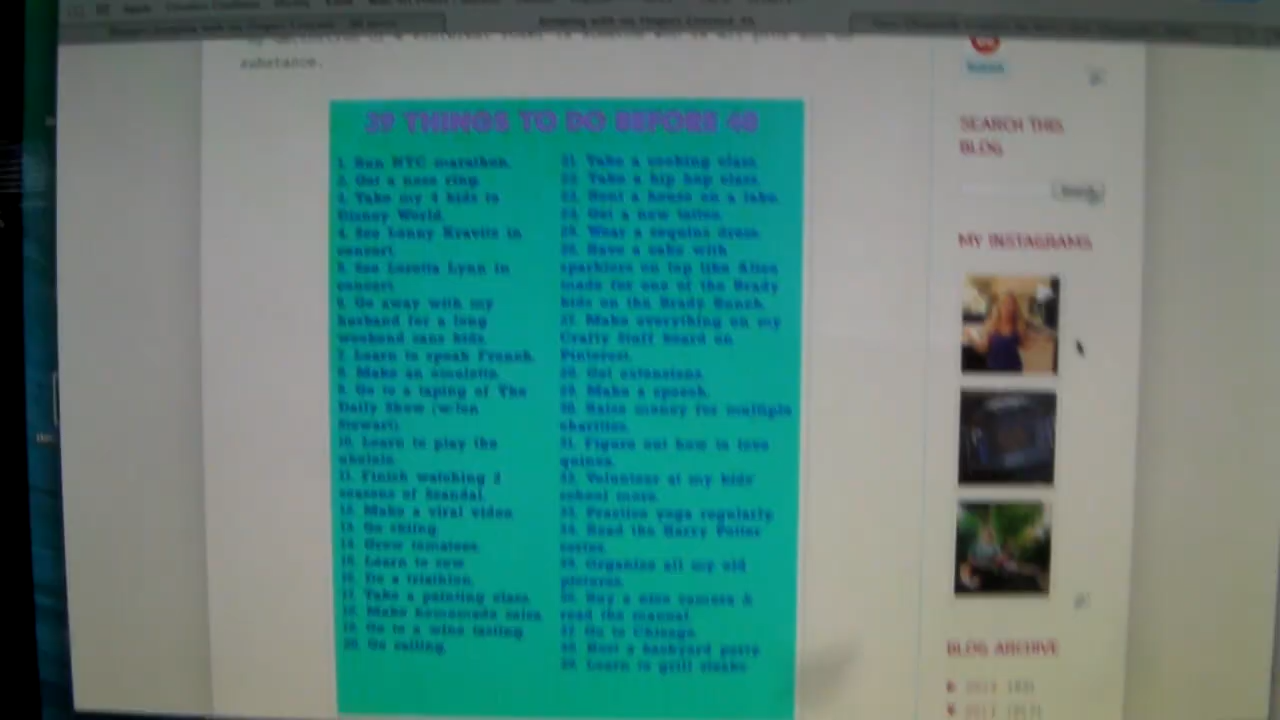 substance.
39 THINGS TO DO BEFORE 40
1. Run NYC marathon.
2. Get a nose ring.
3. Take my 4 kids to
Disney World.
4. See Lenny Kravitz in
concert.
5. See Loretta Lynn in
concert.
6. Go away with my
husband for a long
weekend sans kids.
7. Learn to speak French.
8. Make an omelette.
9. Go to a taping of The
Daily Show (w/Jon
Stewart).
10. Learn to play the
ukulele.
11. Finish watching 2
seasons of Scandal.
12. Make a viral video.
13. Go skiing.
14. Grow tomatoes.
15. Learn to sew.
16. Do a triathlon.
17. Take a painting class.
18. Make homemade salsa.
19. Go to a wine tasting.
20. Go sailing.
21. Take a cooking class.
22. Take a hip hop class.
23. Rent a house on a lake.
24. Get a new tattoo.
25. Wear a sequins dress.
26. Have a cake with
sparklers on top like Alice
made for one of the Brady
kids on the Brady Bunch.
27. Make everything on my
Crafty Stuff board on
Pinterest.
28. Get extensions.
29. Make a speech.
30. Raise money for multiple
charities.
31. Figure out how to love
quinoa.
32. Volunteer at my kids'
school more.
33. Practice yoga regularly.
34. Read the Harry Potter
series.
35. Organize all my old
pictures.
36. Buy a nice camera &
read the manual.
37. Go to Chicago.
38. Host a backyard party.
39. Learn to grill steaks.
SEARCH THIS
BLOG
Search
MY INSTAGRAMS
BLOG ARCHIVE